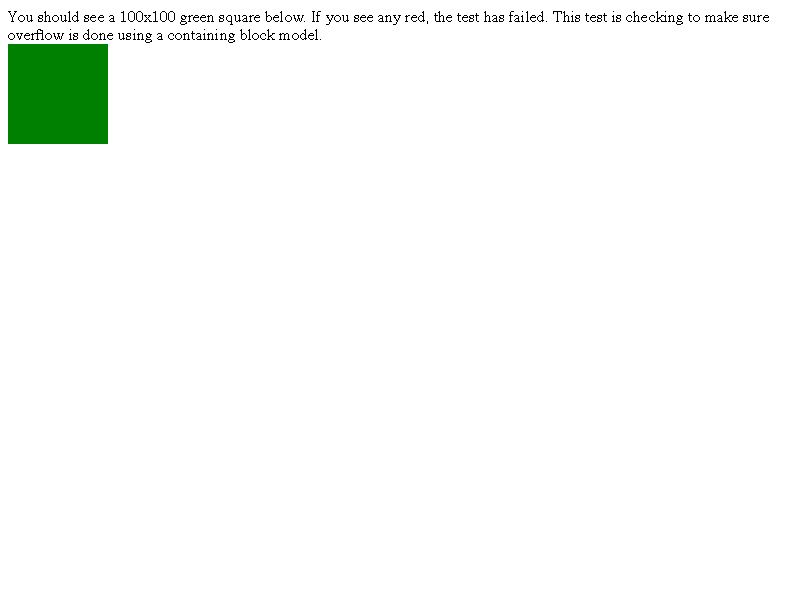 You should see a 100x100 green square below. If you see any red, the test has failed. This test is checking to make sure
overflow is done using a containing block model.